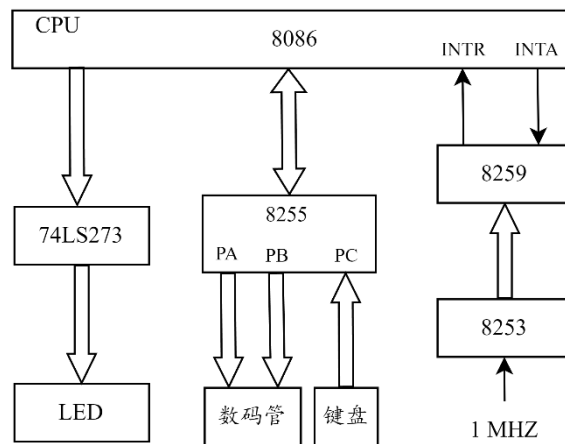 CPU
8086
INTR
INTA
8259
8255
74LS273
PA
PB
PC
8253
LED
数码管
键盘
1 MHZ